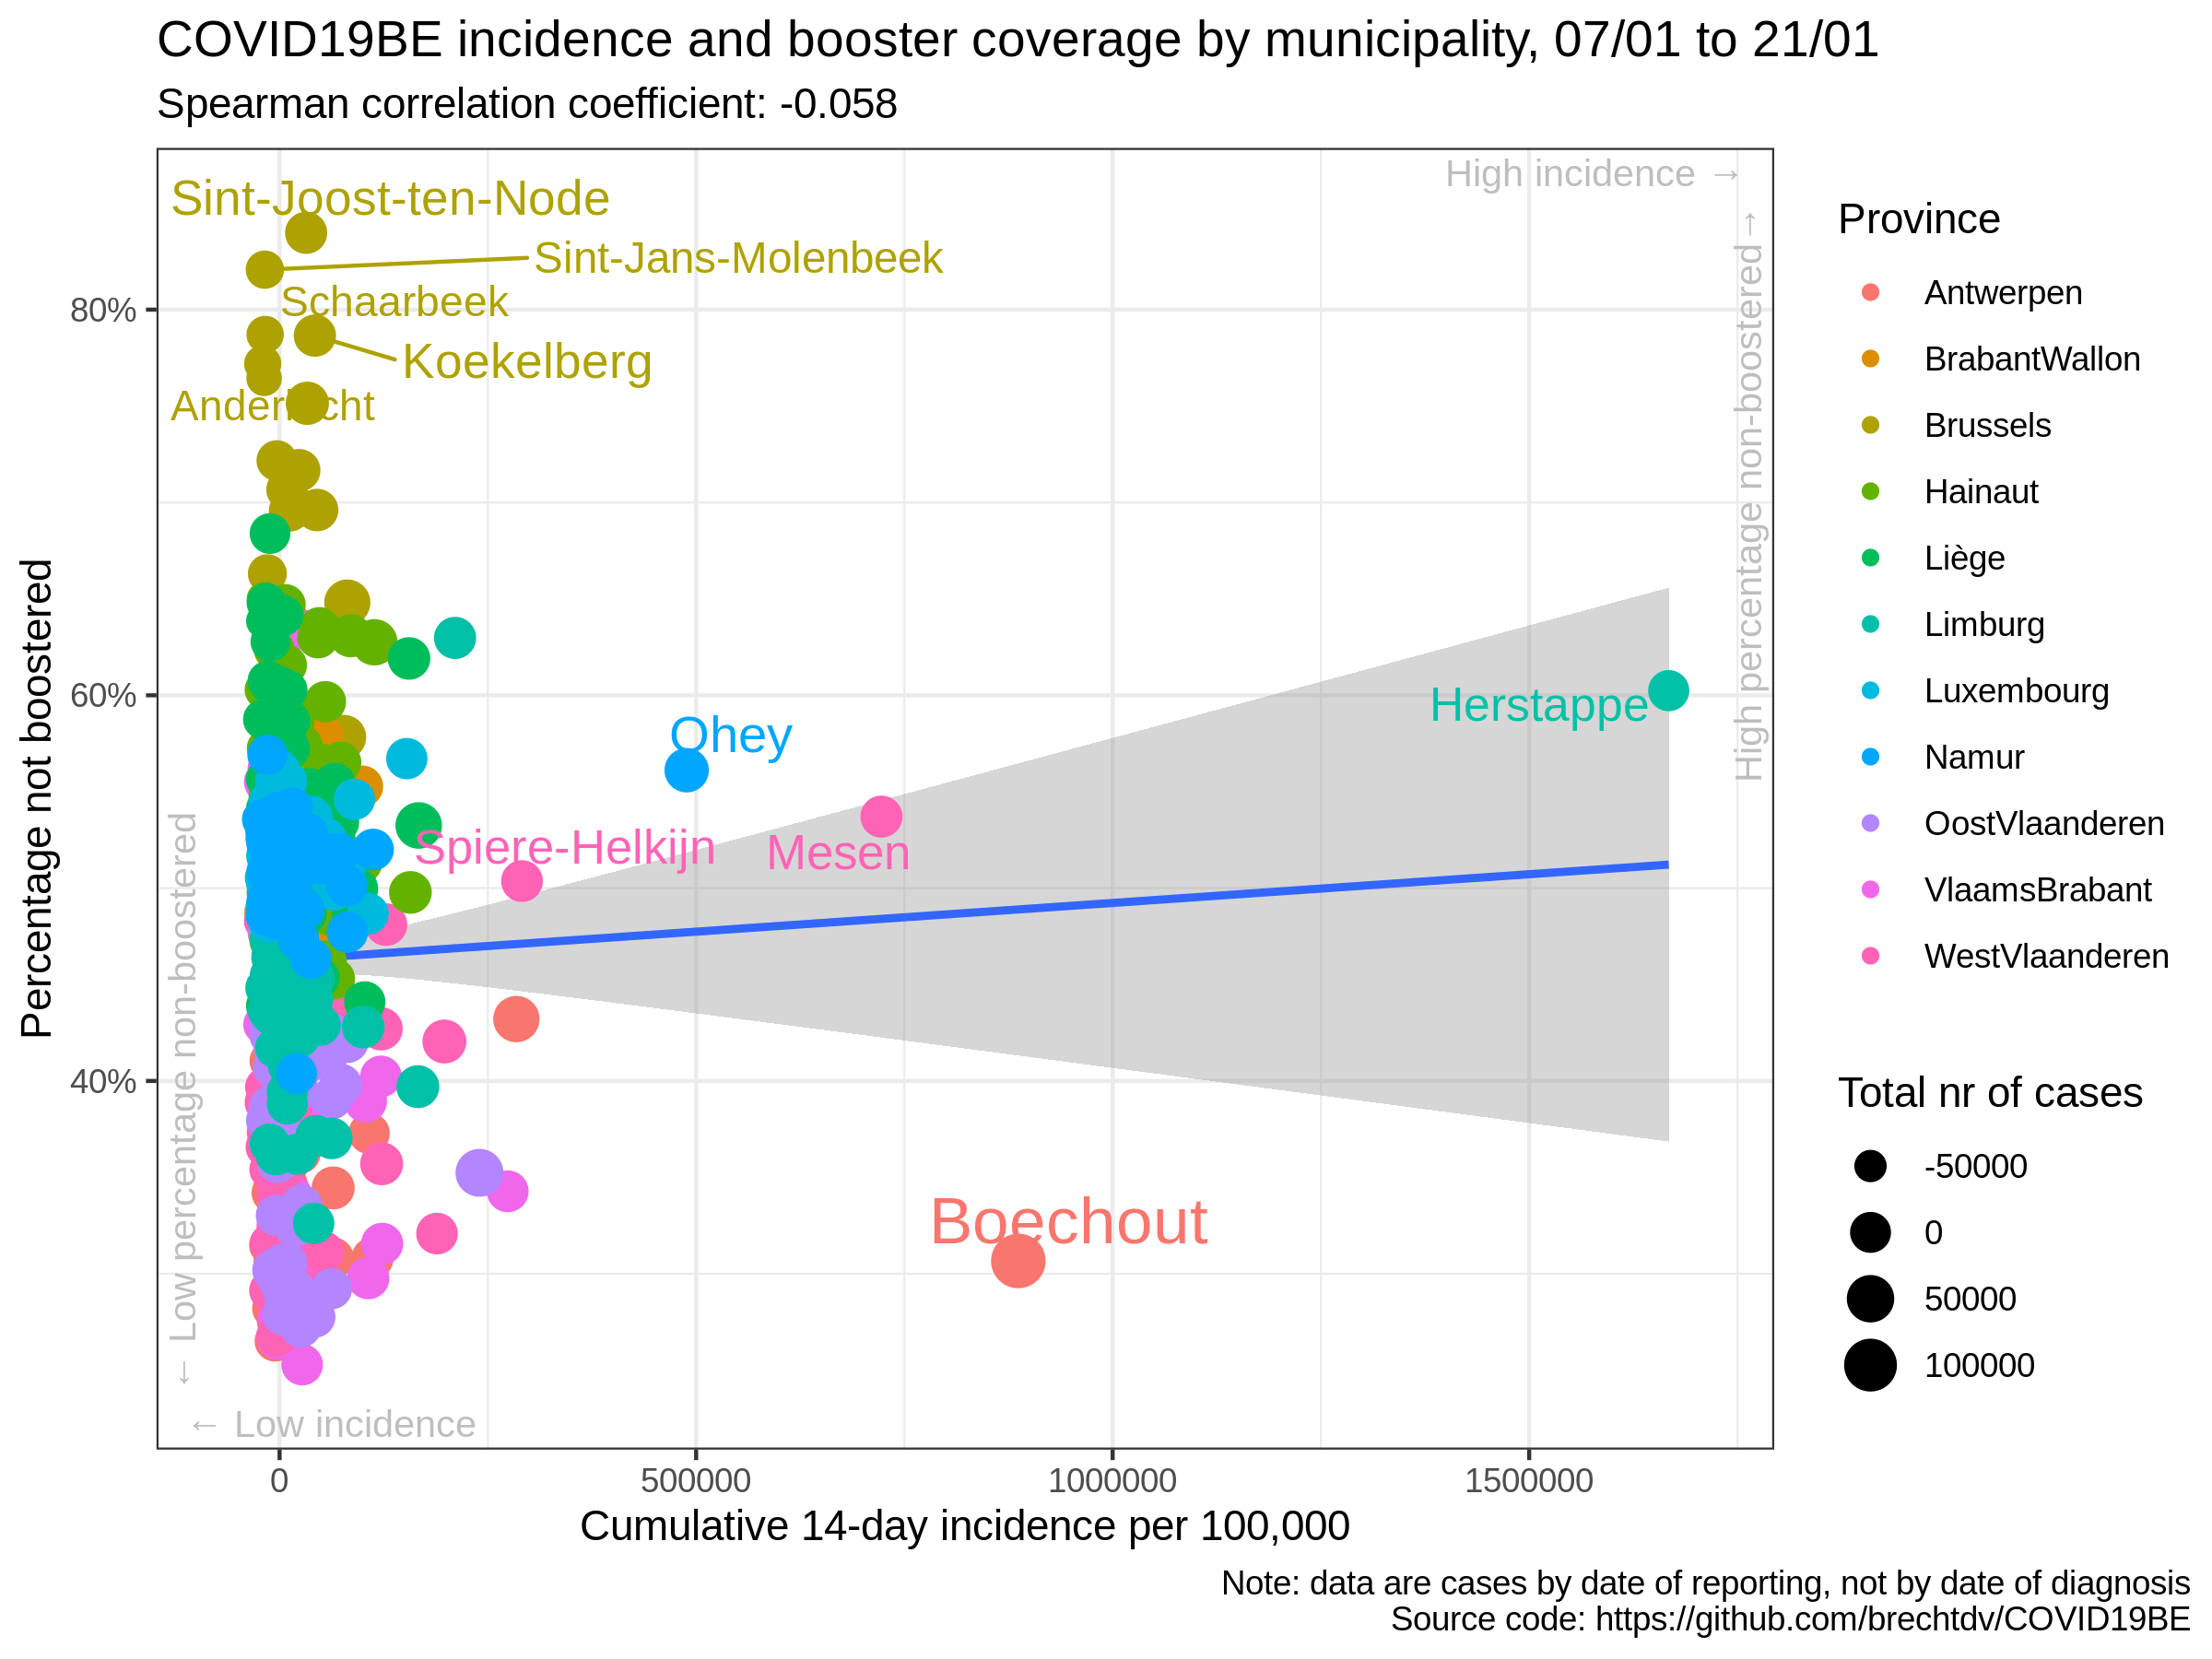 COVID19BE incidence and booster coverage by municipality, 07/01 to 21/01
Spearman correlation coefficient: -0.058
High incidence →
High percentage non-boostered→
Sint-Joost-ten-Node
Sint-Jans-Molenbeek
Schaarbeek
Koekelberg
Anderlecht
Herstappe
Ohey
Spiere-Helkijn
Mesen
Boechout
← Low percentage non-boostered
← Low incidence
80%
60%
40%
Percentage not boostered
0
500000
1000000
1500000
Cumulative 14-day incidence per 100,000
Province
Antwerpen
BrabantWallon
Brussels
Hainaut
Liège
Limburg
Luxembourg
Namur
OostVlaanderen
VlaamsBrabant
WestVlaanderen
Total nr of cases
-50000
0
50000
100000
Note: data are cases by date of reporting, not by date of diagnosis
Source code: https://github.com/brechtdv/COVID19BE